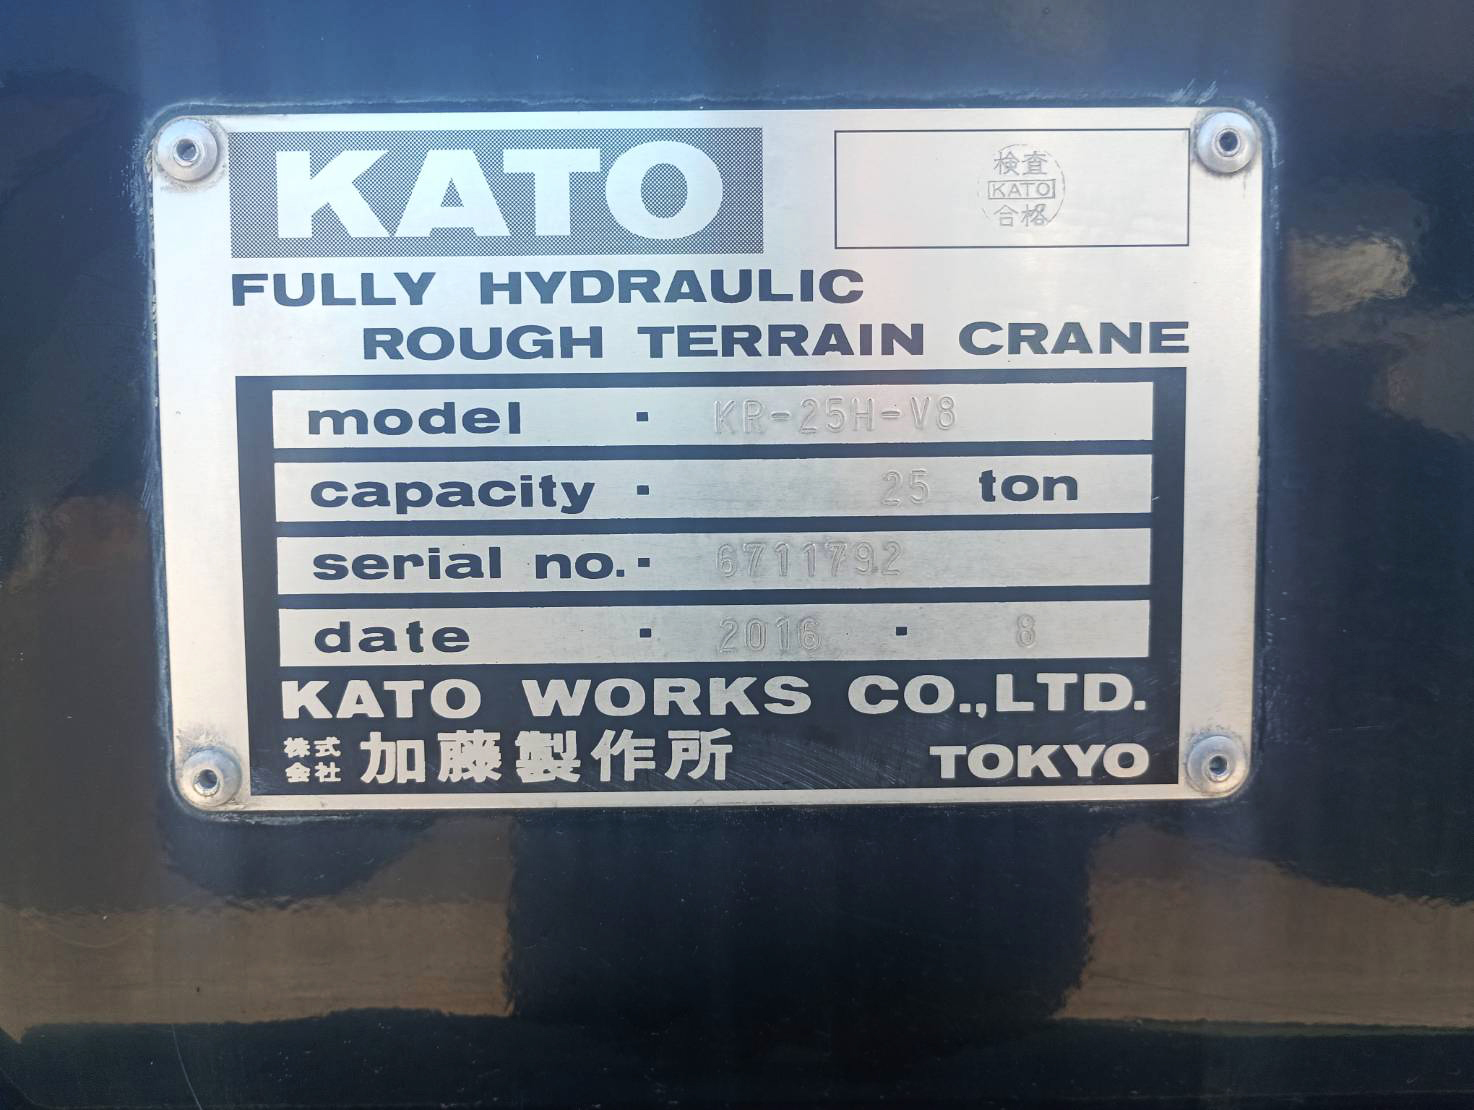 KATO
検査
KATO
合格
FULLY HYDRAULIC
ROUGH TERRAIN CRANE
model · KR-25H-V8
capacity · 25 ton
serial no. · 6711792
date · 2016 · 8
KATO WORKS CO.,LTD.
株式会社 加藤製作所 TOKYO